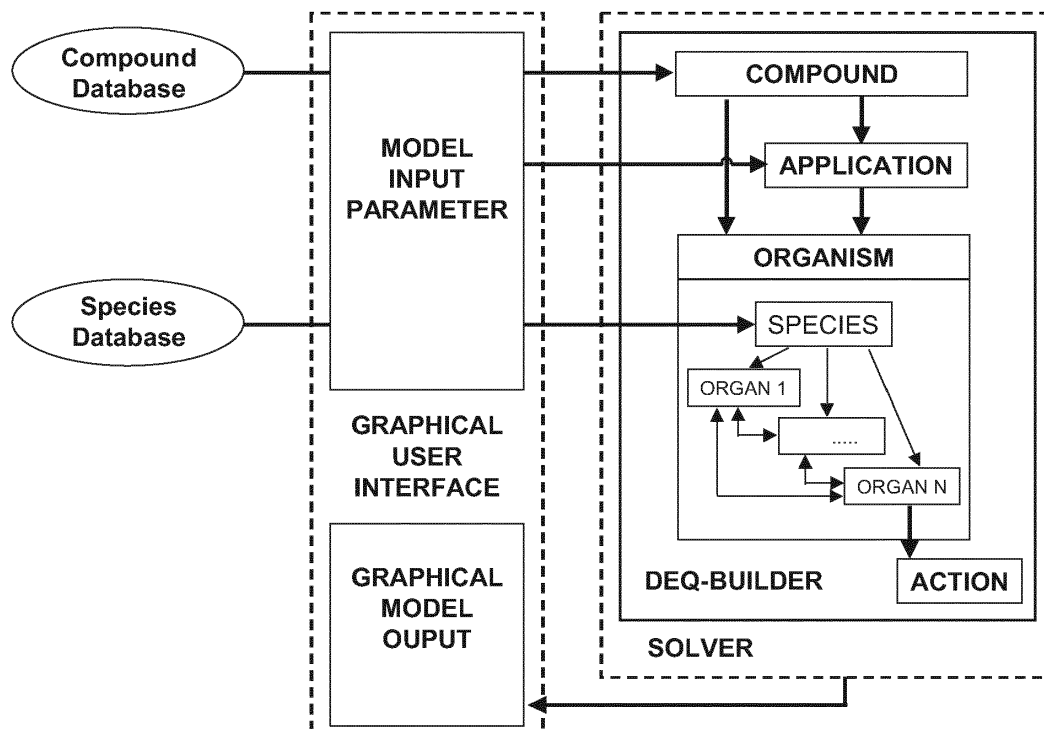 Compound
Database
MODEL
INPUT
PARAMETER
COMPOUND
APPLICATION
ORGANISM
Species
Database
SPECIES
ORGAN 1
.....
ORGAN N
GRAPHICAL
USER
INTERFACE
GRAPHICAL
MODEL
OUPUT
DEQ-BUILDER
ACTION
SOLVER